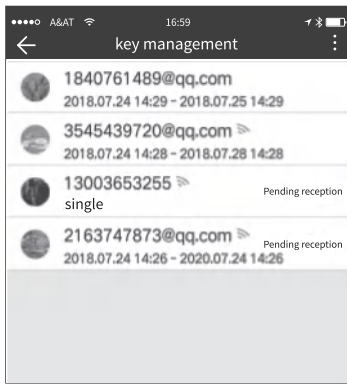 A&AT 16:59
key management
1840761489@qq.com
2018.07.24 14:29 - 2018.07.25 14:29
3545439720@qq.com
2018.07.24 14:28 - 2018.07.28 14:28
13003653255
Pending reception
single
2163747873@qq.com
Pending reception
2018.07.24 14:26 - 2020.07.24 14:26